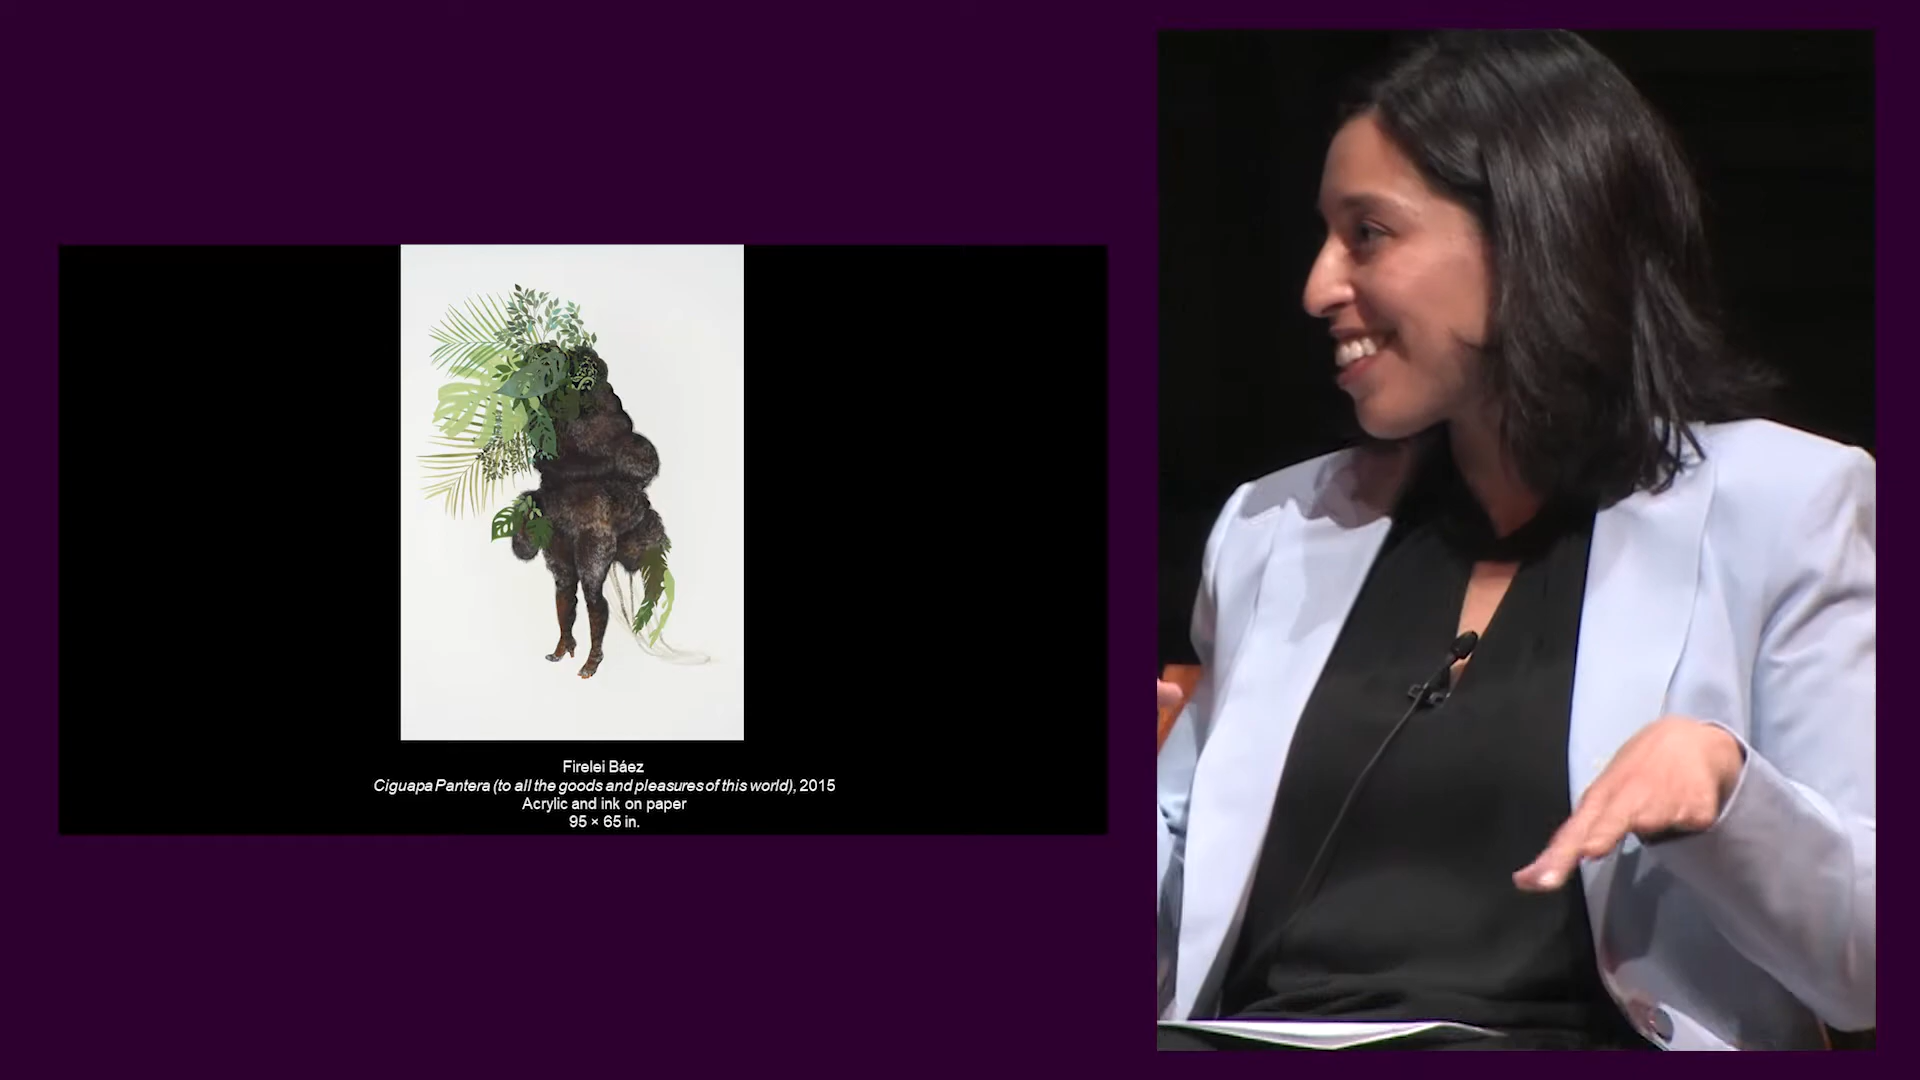 Firelei Báez
Ciguapa Pantera (to all the goods and pleasures of this world), 2015
Acrylic and ink on paper
95 × 65 in.